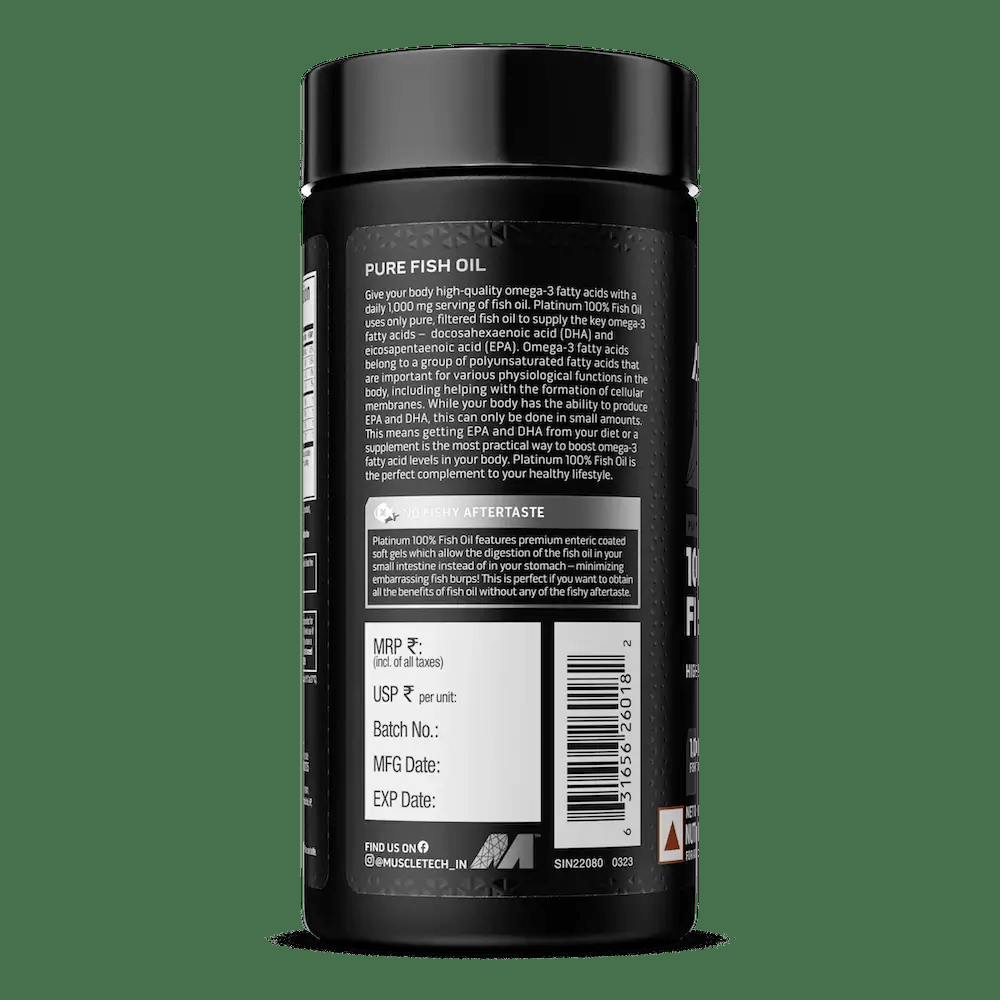 PURE FISH OIL
Give your body high-quality omega-3 fatty acids with a
daily 1,000 mg serving of fish oil. Platinum 100% Fish Oil
uses only pure, filtered fish oil to supply the key omega-3
fatty acids – docosahexaenoic acid (DHA) and
eicosapentaenoic acid (EPA). Omega-3 fatty acids
belong to a group of polyunsaturated fatty acids that
are important for various physiological functions in the
body, including helping with the formation of cellular
membranes. While your body has the ability to produce
EPA and DHA, this can only be done in small amounts.
This means getting EPA and DHA from your diet or a
supplement is the most practical way to boost omega-3
fatty acid levels in your body. Platinum 100% Fish Oil is
the perfect complement to your healthy lifestyle.
NO FISHY AFTERTASTE
Platinum 100% Fish Oil features premium enteric coated
soft gels which allow the digestion of the fish oil in your
small intestine instead of in your stomach – minimizing
embarrassing fish burps! This is perfect if you want to obtain
all the benefits of fish oil without any of the fishy aftertaste.
MRP ₹:
(incl. of all taxes)
USP ₹ per unit:
Batch No.:
MFG Date:
EXP Date:
6 31656 26018 2
FIND US ON
@MUSCLETECH_IN
SIN22080 0323